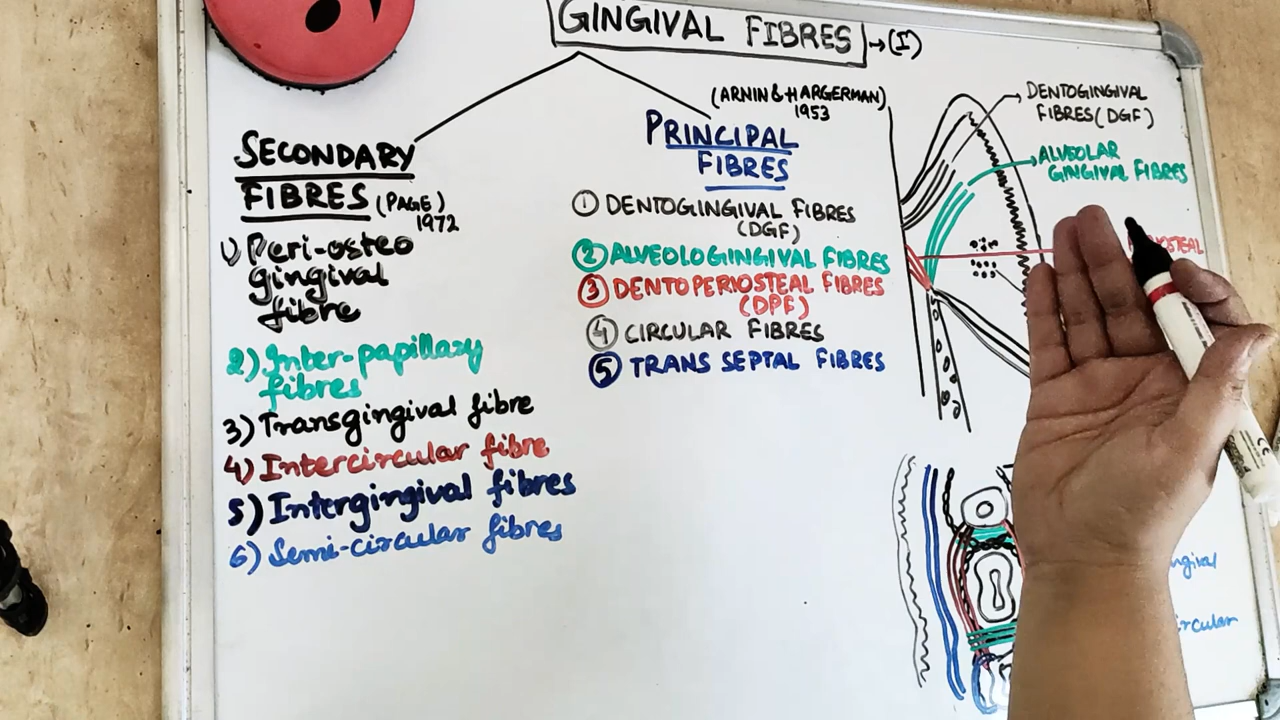 GINGIVAL FIBRES → (I)
SECONDARY
FIBRES (PAGE)
1972
1) Peri-osteo
gingival
fibre
2) Inter-papillary
fibres
3) Transgingival fibre
4) Intercircular fibre
5) Intergingival fibres
6) Semi-circular fibres
(ARNIN & HARGERMAN)
1953
PRINCIPAL
FIBRES
① DENTOGINGIVAL FIBRES
(DGF)
② ALVEOLOGINGIVAL FIBRES
③ DENTOPERIOSTEAL FIBRES
(DPF)
④ CIRCULAR FIBRES
⑤ TRANS SEPTAL FIBRES
DENTOGINGIVAL
FIBRES (DGF)
ALVEOLAR
GINGIVAL FIBRES